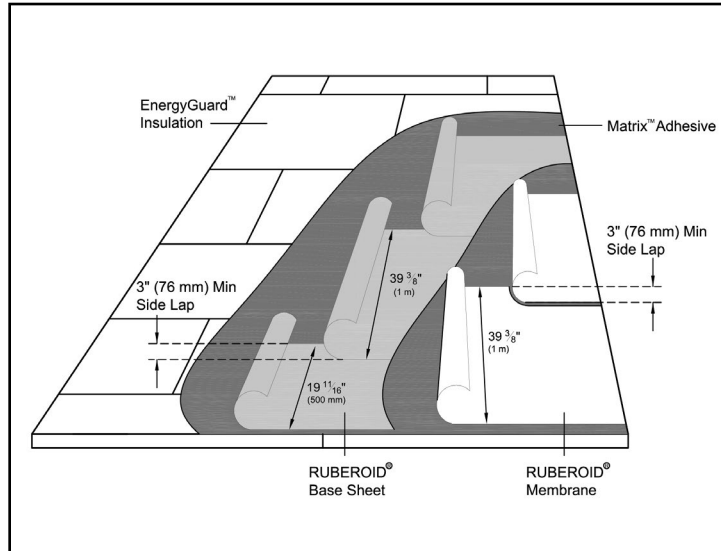 EnergyGuard™
Insulation
Matrix™ Adhesive
3" (76 mm) Min
Side Lap
3" (76 mm) Min
Side Lap
39 3/8"
(1 m)
39 3/8"
(1 m)
19 11/16"
(500 mm)
RUBEROID®
Base Sheet
RUBEROID®
Membrane